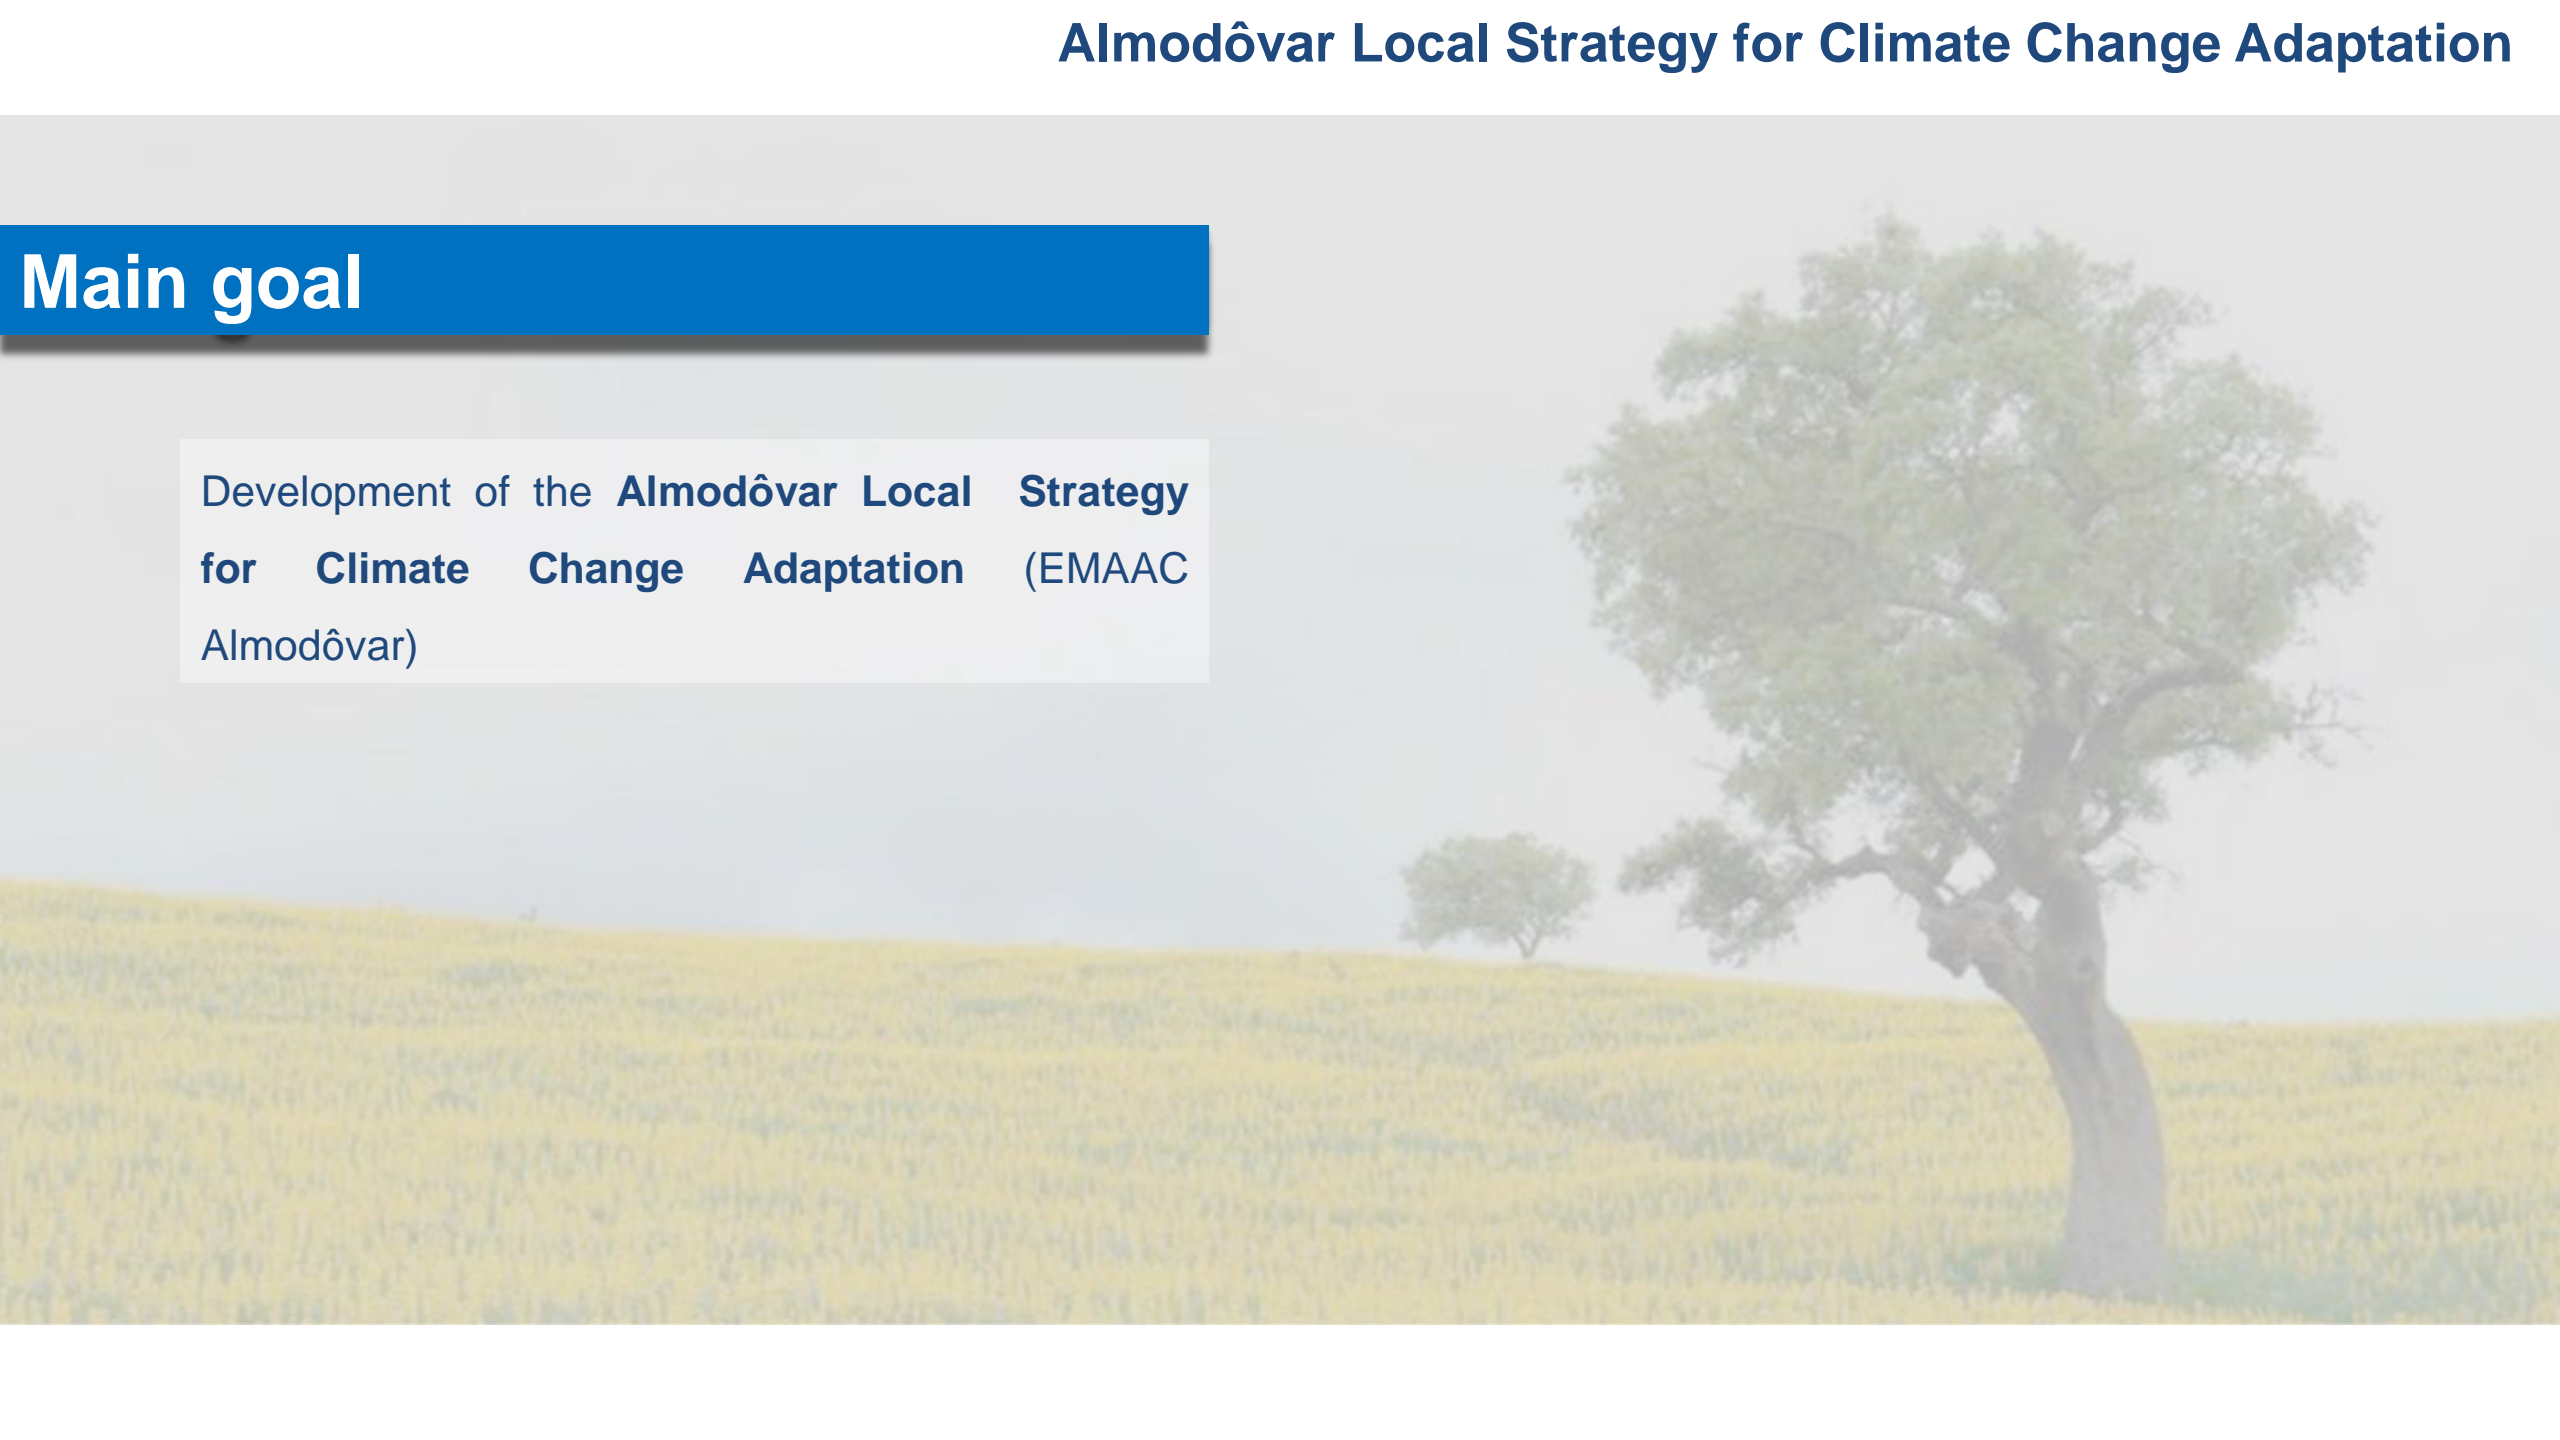 Almodôvar Local Strategy for Climate Change Adaptation
Main goal
Development of the Almodôvar Local Strategy
for Climate Change Adaptation (EMAAC
Almodôvar)